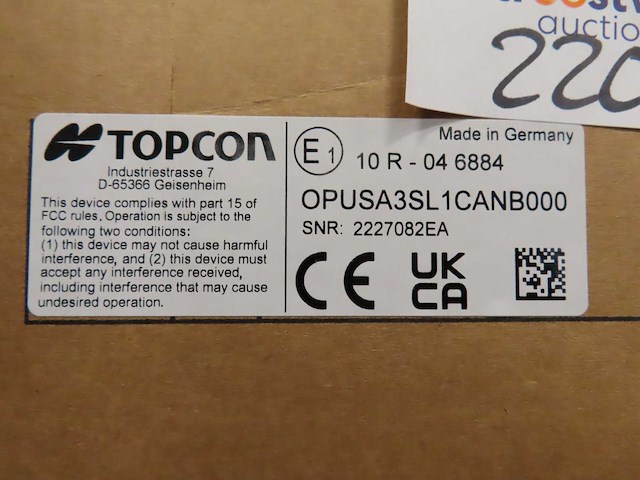 auctio
220
TOPCON
Industriestrasse 7
D-65366 Geisenheim
This device complies with part 15 of
FCC rules. Operation is subject to the
following two conditions:
(1) this device may not cause harmful
interference, and (2) this device must
accept any interference received,
including interference that may cause
undesired operation.
Made in Germany
E1 10 R - 04 6884
OPUSA3SL1CANB000
SNR: 2227082EA
CE UK
CA